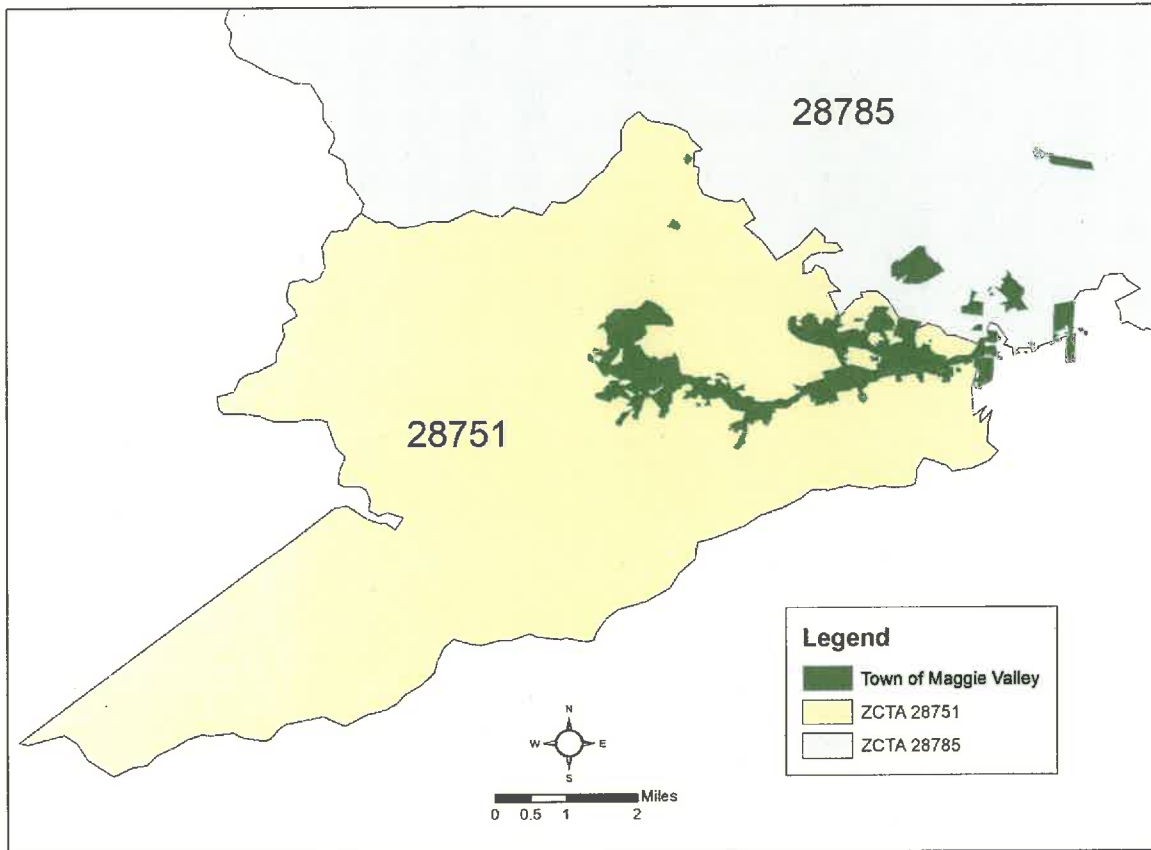 28785
28751
Legend
Town of Maggie Valley
ZCTA 28751
ZCTA 28785
N
W E
S
Miles
0 0.5 1 2